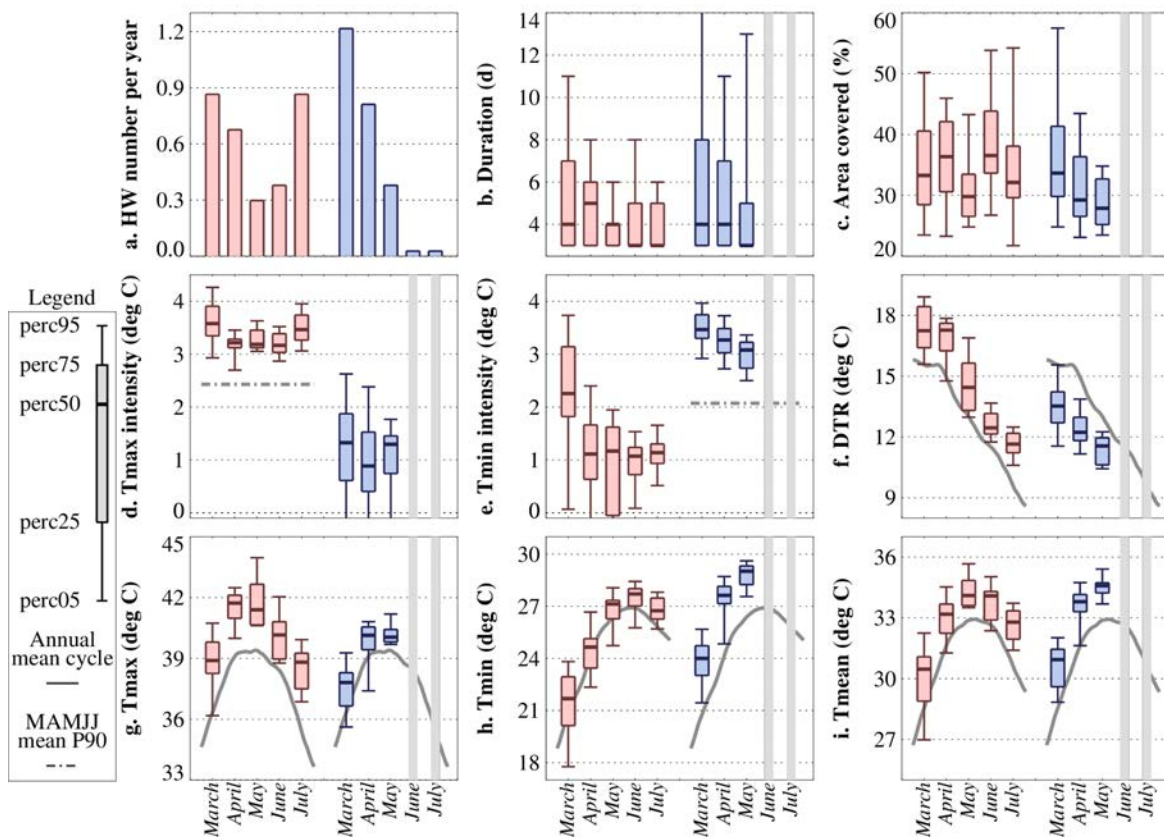 a. HW number per year
1.2
0.9
0.6
0.3
0.0
b. Duration (d)
14
12
10
8
6
4
c. Area covered (%)
60
50
40
30
20
Legend
perc95
perc75
perc50
perc25
perc05
Annual
mean cycle
MAMJJ
mean P90
d. Tmax intensity (deg C)
4
3
2
1
0
e. Tmin intensity (deg C)
4
3
2
1
0
f. DTR (deg C)
18
15
12
9
g. Tmax (deg C)
45
42
39
36
33
h. Tmin (deg C)
30
27
24
21
18
i. Tmean (deg C)
36
33
30
27
March April May June July March April May June July
March April May June July March April May June July
March April May June July March April May June July